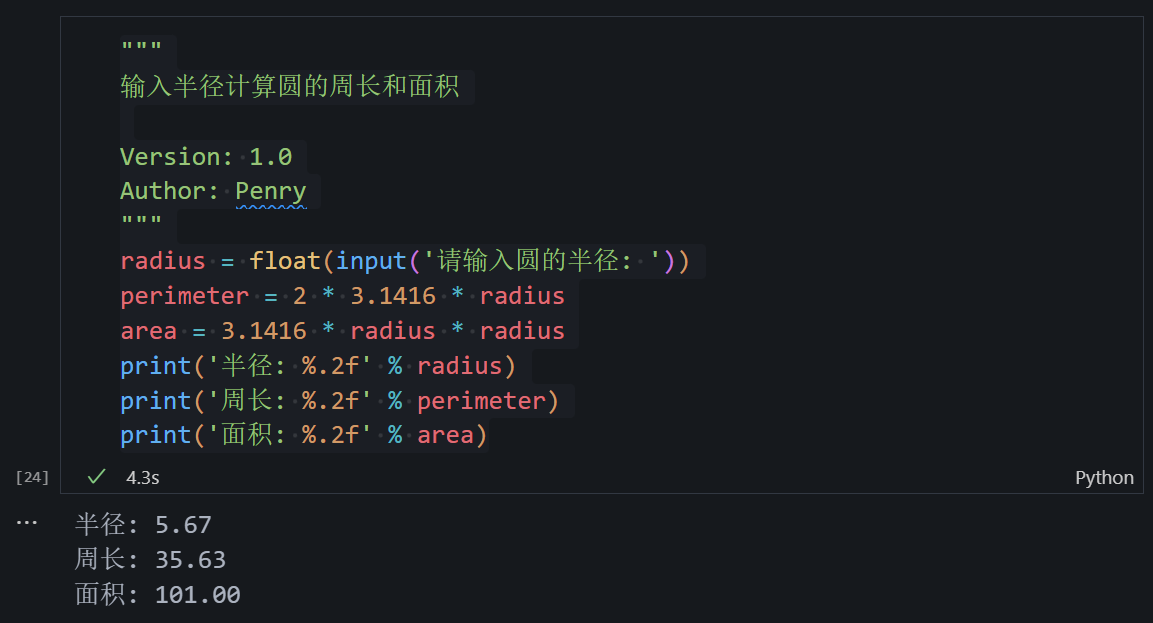 """
输入半径计算圆的周长和面积
Version: 1.0
Author: Penry
"""
radius = float(input('请输入圆的半径: '))
perimeter = 2 * 3.1416 * radius
area = 3.1416 * radius * radius
print('半径: %.2f' % radius)
print('周长: %.2f' % perimeter)
print('面积: %.2f' % area)
[24] ✓ 4.3s Python
... 半径: 5.67
周长: 35.63
面积: 101.00